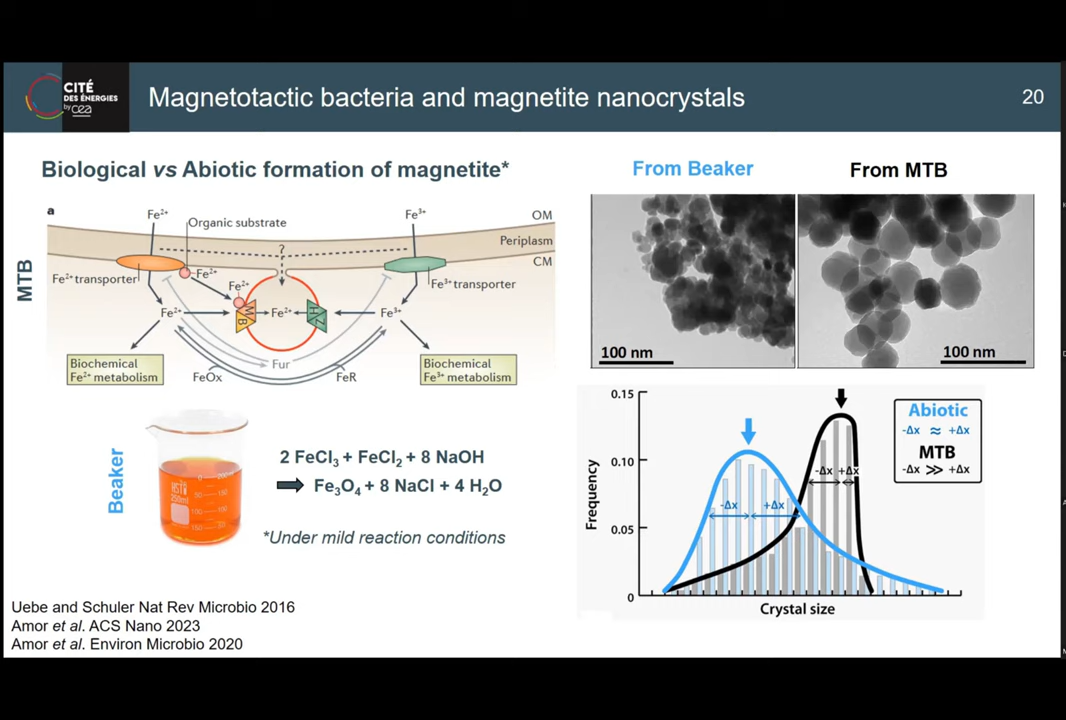 CITÉ
DES ÉNERGIES
by cea
Magnetotactic bacteria and magnetite nanocrystals
20
Biological vs Abiotic formation of magnetite*
MTB
a
Fe²⁺
Organic substrate
Fe³⁺
OM
Periplasm
CM
?
Fe²⁺ transporter
Fe²⁺
Fe²⁺
Fe³⁺ transporter
Fe²⁺
M
B
Fe²⁺
H
Z
Fe³⁺
Biochemical
Fe²⁺ metabolism
FeOx
Fur
FeR
Biochemical
Fe³⁺ metabolism
Beaker
2 FeCl₃ + FeCl₂ + 8 NaOH
Fe₃O₄ + 8 NaCl + 4 H₂O
*Under mild reaction conditions
Uebe and Schuler Nat Rev Microbio 2016
Amor et al. ACS Nano 2023
Amor et al. Environ Microbio 2020
From Beaker
From MTB
100 nm
100 nm
Frequency
0.15
0.10
0.05
0
-Δx
+Δx
-Δx
+Δx
Crystal size
Abiotic
-Δx ≈ +Δx
MTB
-Δx ≫ +Δx